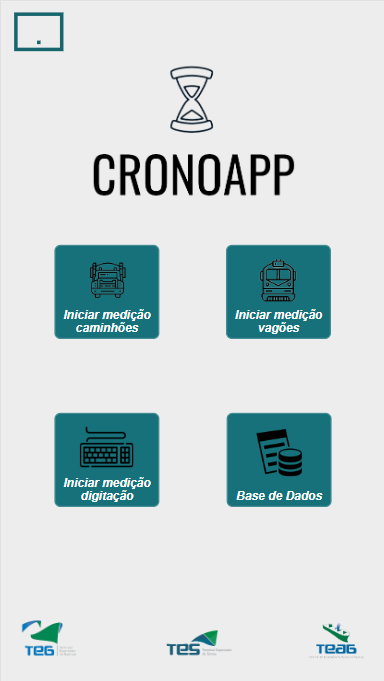 CRONOAPP
Iniciar medição
caminhões
Iniciar medição
vagões
Iniciar medição
digitação
Base de Dados
TEG
TES
TEAG